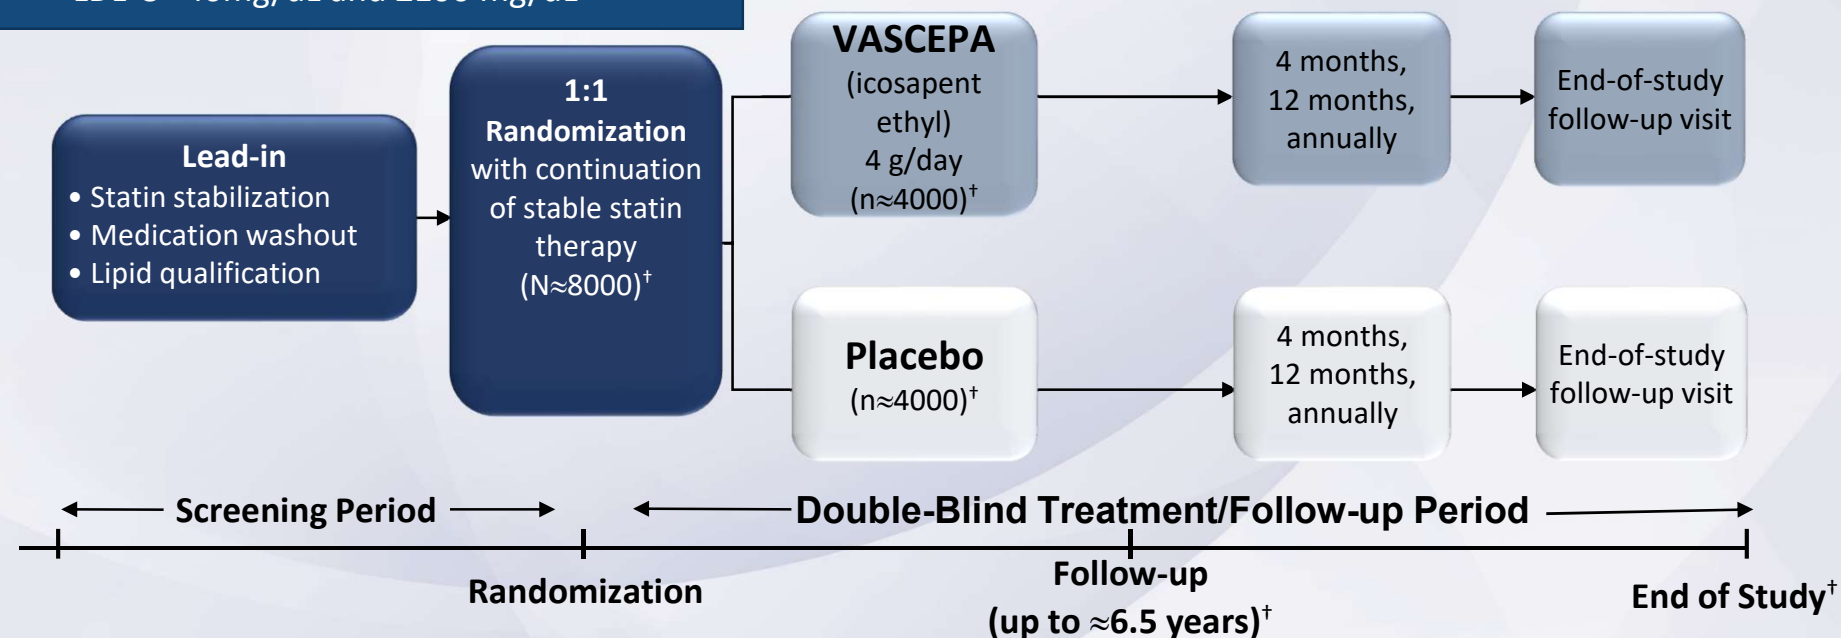 VASCEPA
(icosapent
ethyl)
4 g/day
(n≈4000)†
4 months,
12 months,
annually
End-of-study
follow-up visit
1:1
Randomization
with continuation
of stable statin
therapy
(N≈8000)†
Lead-in
• Statin stabilization
• Medication washout
• Lipid qualification
Placebo
(n≈4000)†
4 months,
12 months,
annually
End-of-study
follow-up visit
Screening Period
Double-Blind Treatment/Follow-up Period
Randomization
Follow-up
(up to ≈6.5 years)†
End of Study†